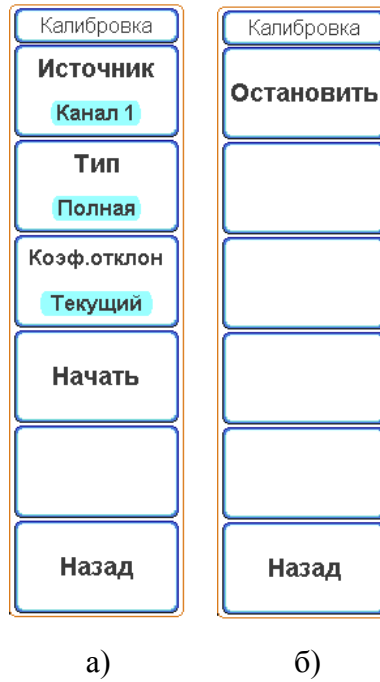 Калибровка
Источник
Канал 1
Тип
Полная
Коэф.отклон
Текущий
Начать
Назад
а)
Калибровка
Остановить
Назад
б)